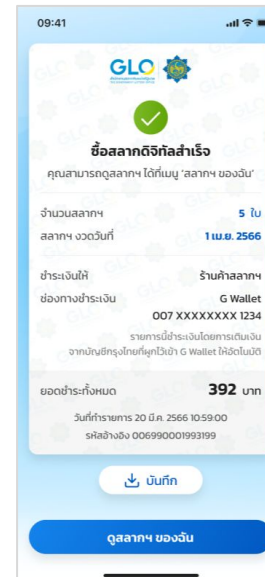 09:41
GLO
ซื้อสลากดิจิทัลสำเร็จ
คุณสามารถดูสลากฯ ได้ที่เมนู 'สลากฯ ของฉัน'
จำนวนสลากฯ 5 ใบ
สลากฯ งวดวันที่ 1 เม.ย. 2566
ชำระเงินให้ ร้านค้าสลากฯ
ช่องทางชำระเงิน G Wallet
007 XXXXXXXX 1234
รายการนี้ชำระเงินโดยการเติมเงิน
จากบัญชีกรุงไทยที่ผูกไว้เข้า G Wallet ให้อัตโนมัติ
ยอดชำระทั้งหมด 392 บาท
วันที่ทำรายการ 20 มี.ค. 2566 10:59:00
รหัสอ้างอิง 006990001993199
บันทึก
ดูสลากฯ ของฉัน